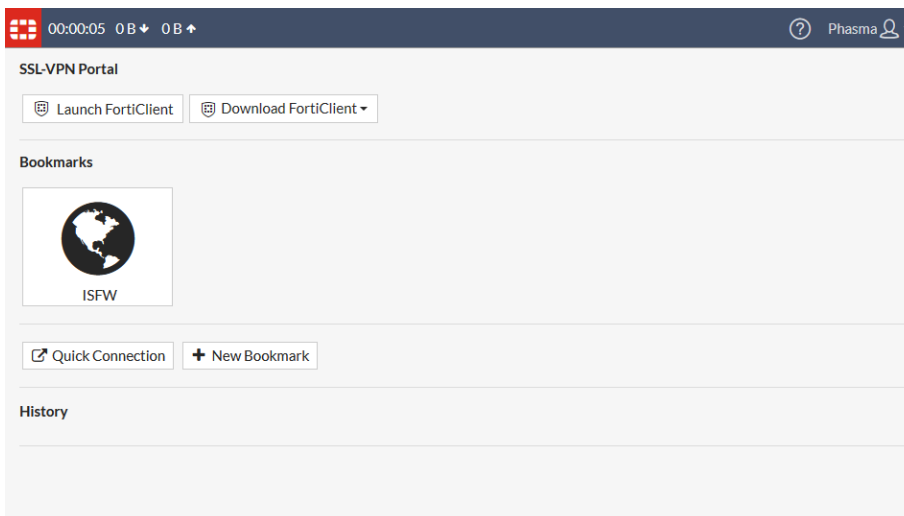 00:00:05 0 B 0 B Phasma
SSL-VPN Portal
Launch FortiClient Download FortiClient
Bookmarks
ISFW
Quick Connection New Bookmark
History